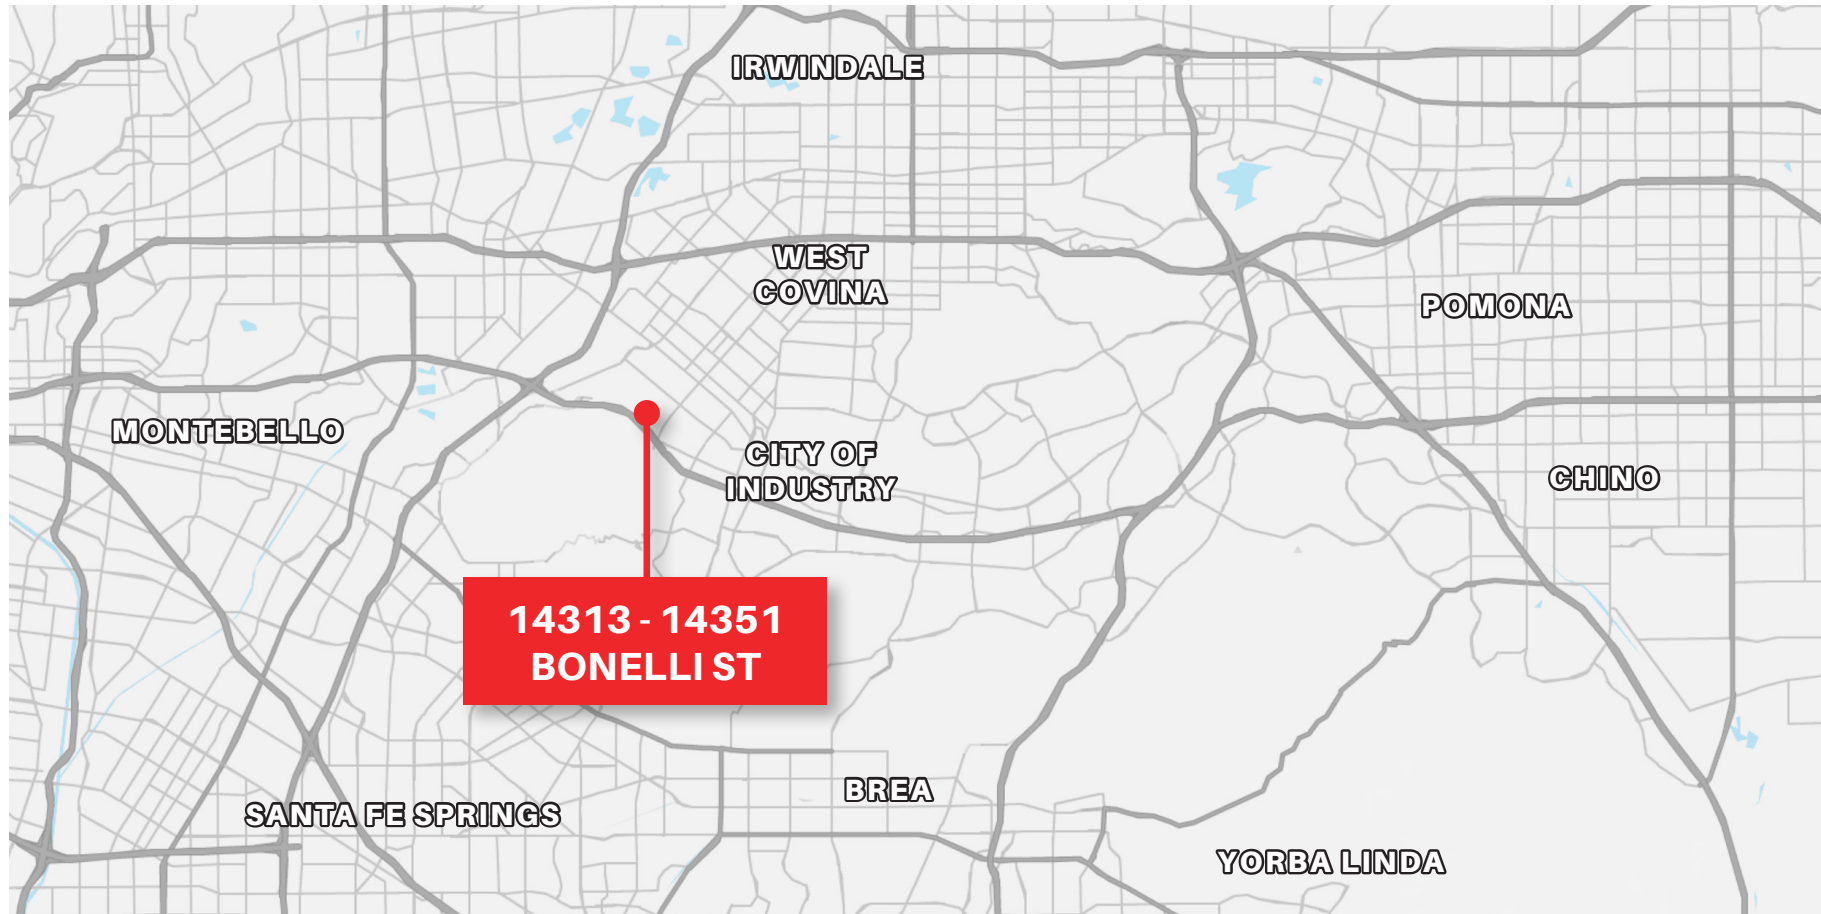 IRWINDALE
WEST
COVINA
POMONA
MONTEBELLO
CITY OF
INDUSTRY
CHINO
14313 - 14351
BONELLI ST
BREA
SANTA FE SPRINGS
YORBA LINDA